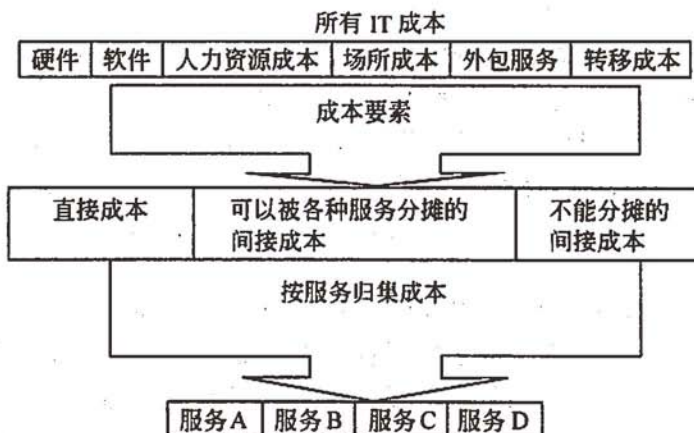 所有 IT 成本
硬件 软件 人力资源成本 场所成本 外包服务 转移成本
成本要素
直接成本 可以被各种服务分摊的 不能分摊的
间接成本 间接成本
按服务归集成本
服务A 服务B 服务C 服务D